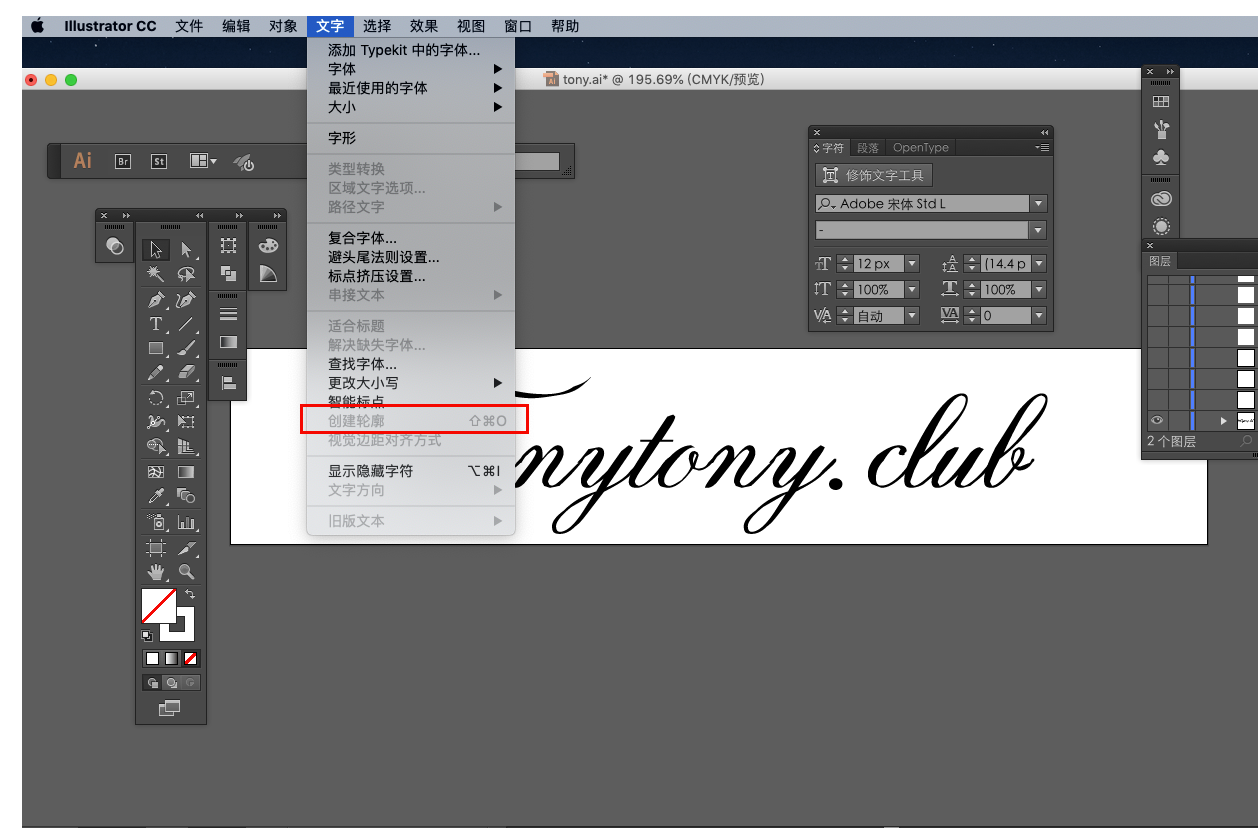 Illustrator CC 文件 编辑 对象 文字 选择 效果 视图 窗口 帮助
tony.ai* @ 195.69% (CMYK/预览)
添加 Typekit 中的字体...
字体
最近使用的字体
大小
字形
类型转换
区域文字选项...
路径文字
复合字体...
避头尾法则设置...
标点挤压设置...
串接文本
适合标题
解决缺失字体...
查找字体...
更改大小写
智能标点
创建轮廓 ⇧⌘O
视觉边距对齐方式
显示隐藏字符 ⌥⌘I
文字方向
旧版文本
Ai Br St
字符 段落 OpenType
修饰文字工具
Adobe 宋体 Std L
-
12 px (14.4 p
100% 100%
自动 0
图层
2 个图层
nytony.club